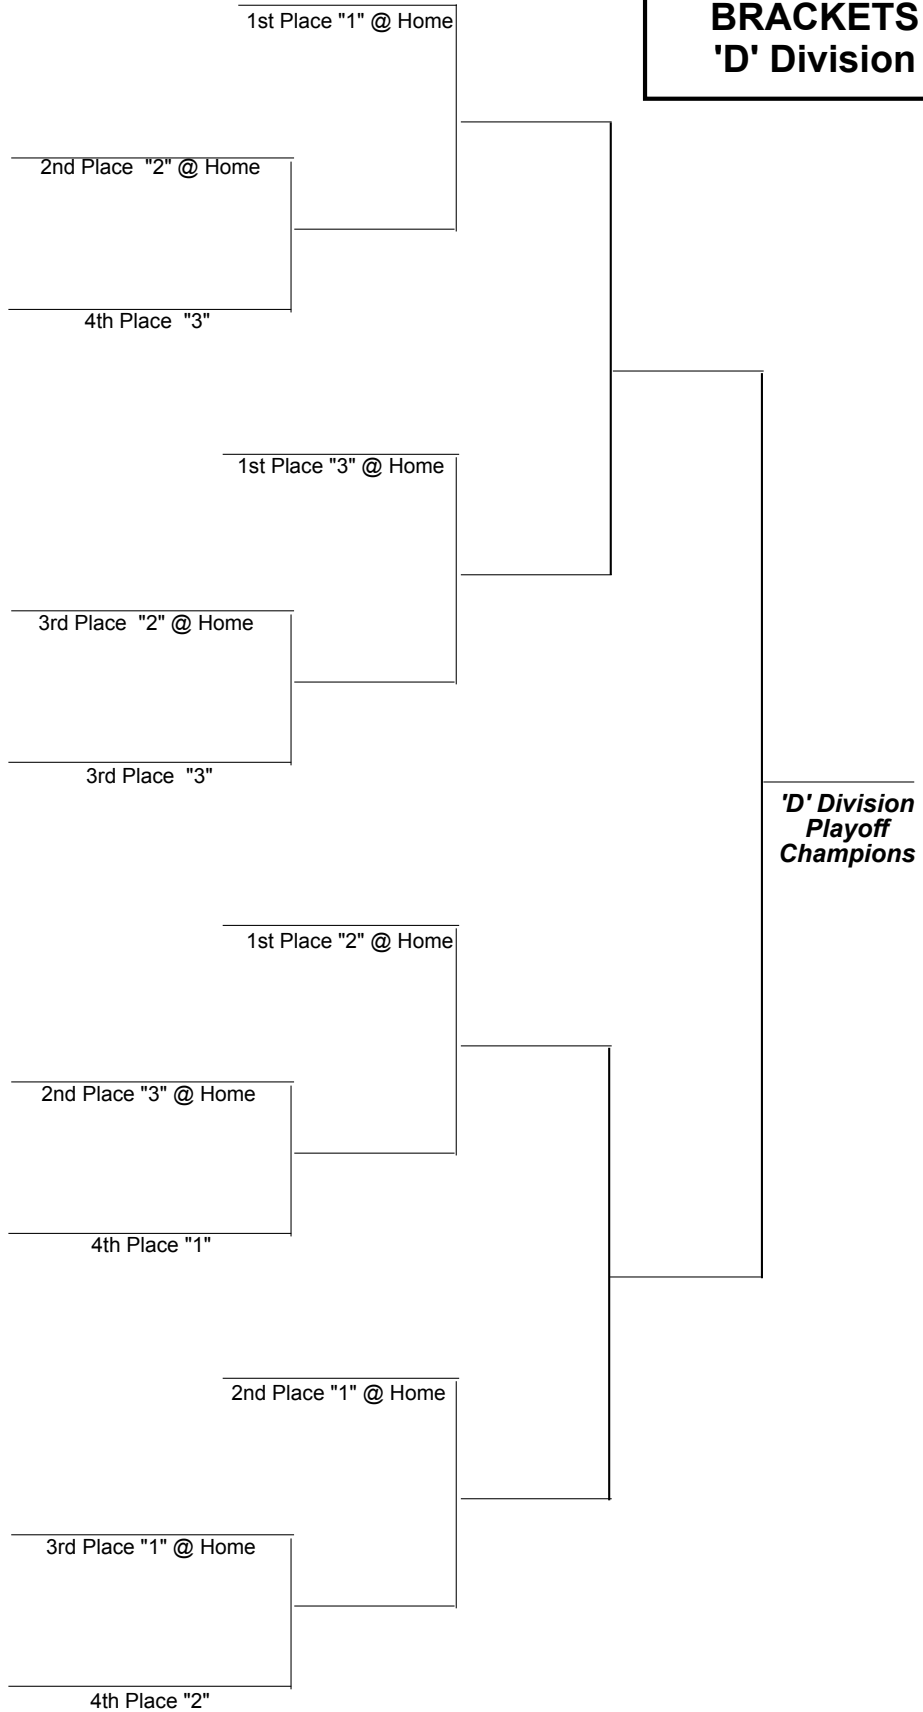 BRACKETS
'D' Division
1st Place "1" @ Home
2nd Place "2" @ Home
4th Place "3"
1st Place "3" @ Home
3rd Place "2" @ Home
3rd Place "3"
'D' Division
Playoff
Champions
1st Place "2" @ Home
2nd Place "3" @ Home
4th Place "1"
2nd Place "1" @ Home
3rd Place "1" @ Home
4th Place "2"